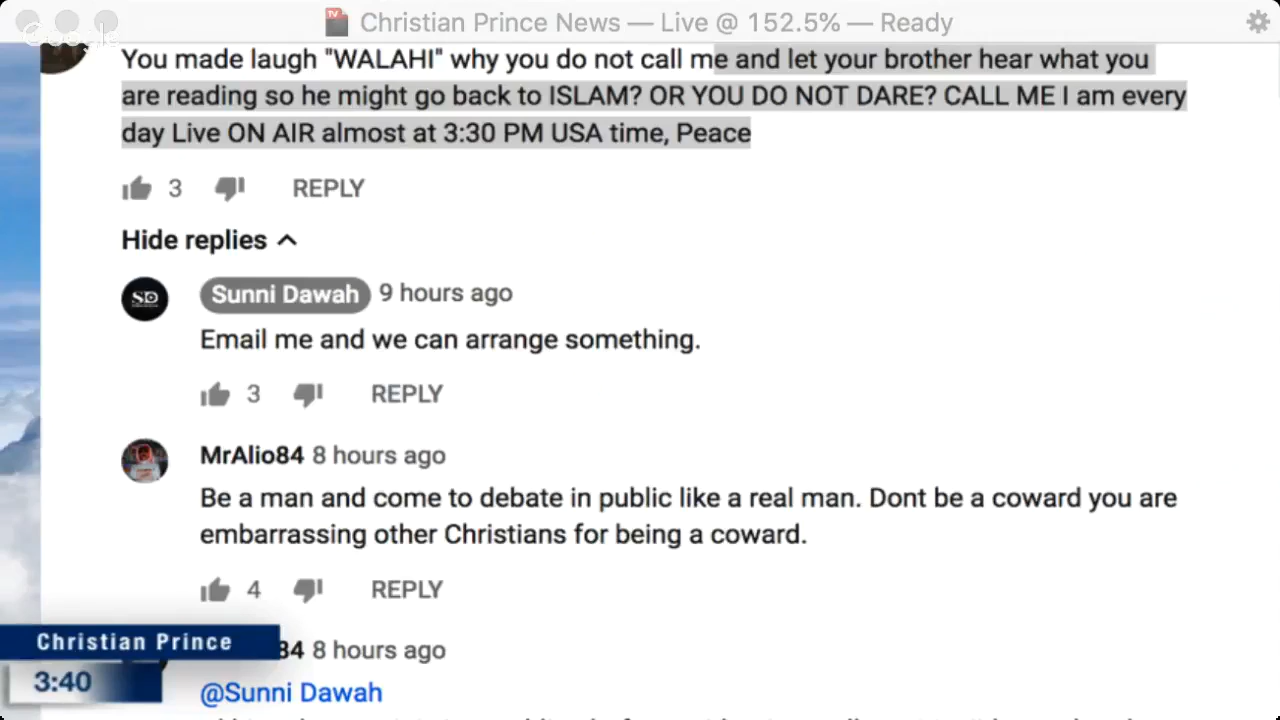 Christian Prince News — Live @ 152.5% — Ready
Google
You made laugh "WALAHI" why you do not call me and let your brother hear what you
are reading so he might go back to ISLAM? OR YOU DO NOT DARE? CALL ME I am every
day Live ON AIR almost at 3:30 PM USA time, Peace
3 REPLY
Hide replies
SD
Sunni Dawah 9 hours ago
Email me and we can arrange something.
3 REPLY
MrAlio84 8 hours ago
Be a man and come to debate in public like a real man. Dont be a coward you are
embarrassing other Christians for being a coward.
4 REPLY
Christian Prince
84 8 hours ago
3:40
@Sunni Dawah